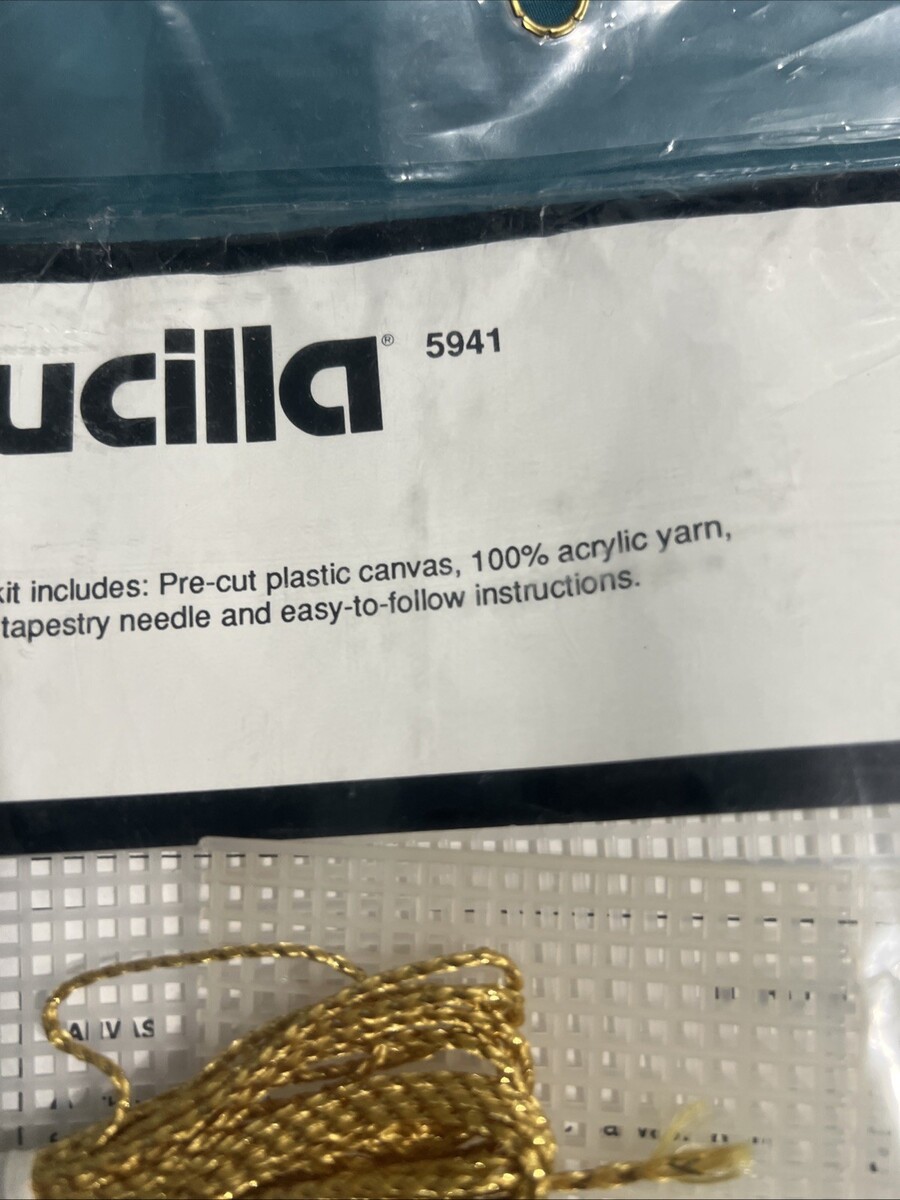 ucilla® 5941
kit includes: Pre-cut plastic canvas, 100% acrylic yarn,
tapestry needle and easy-to-follow instructions.